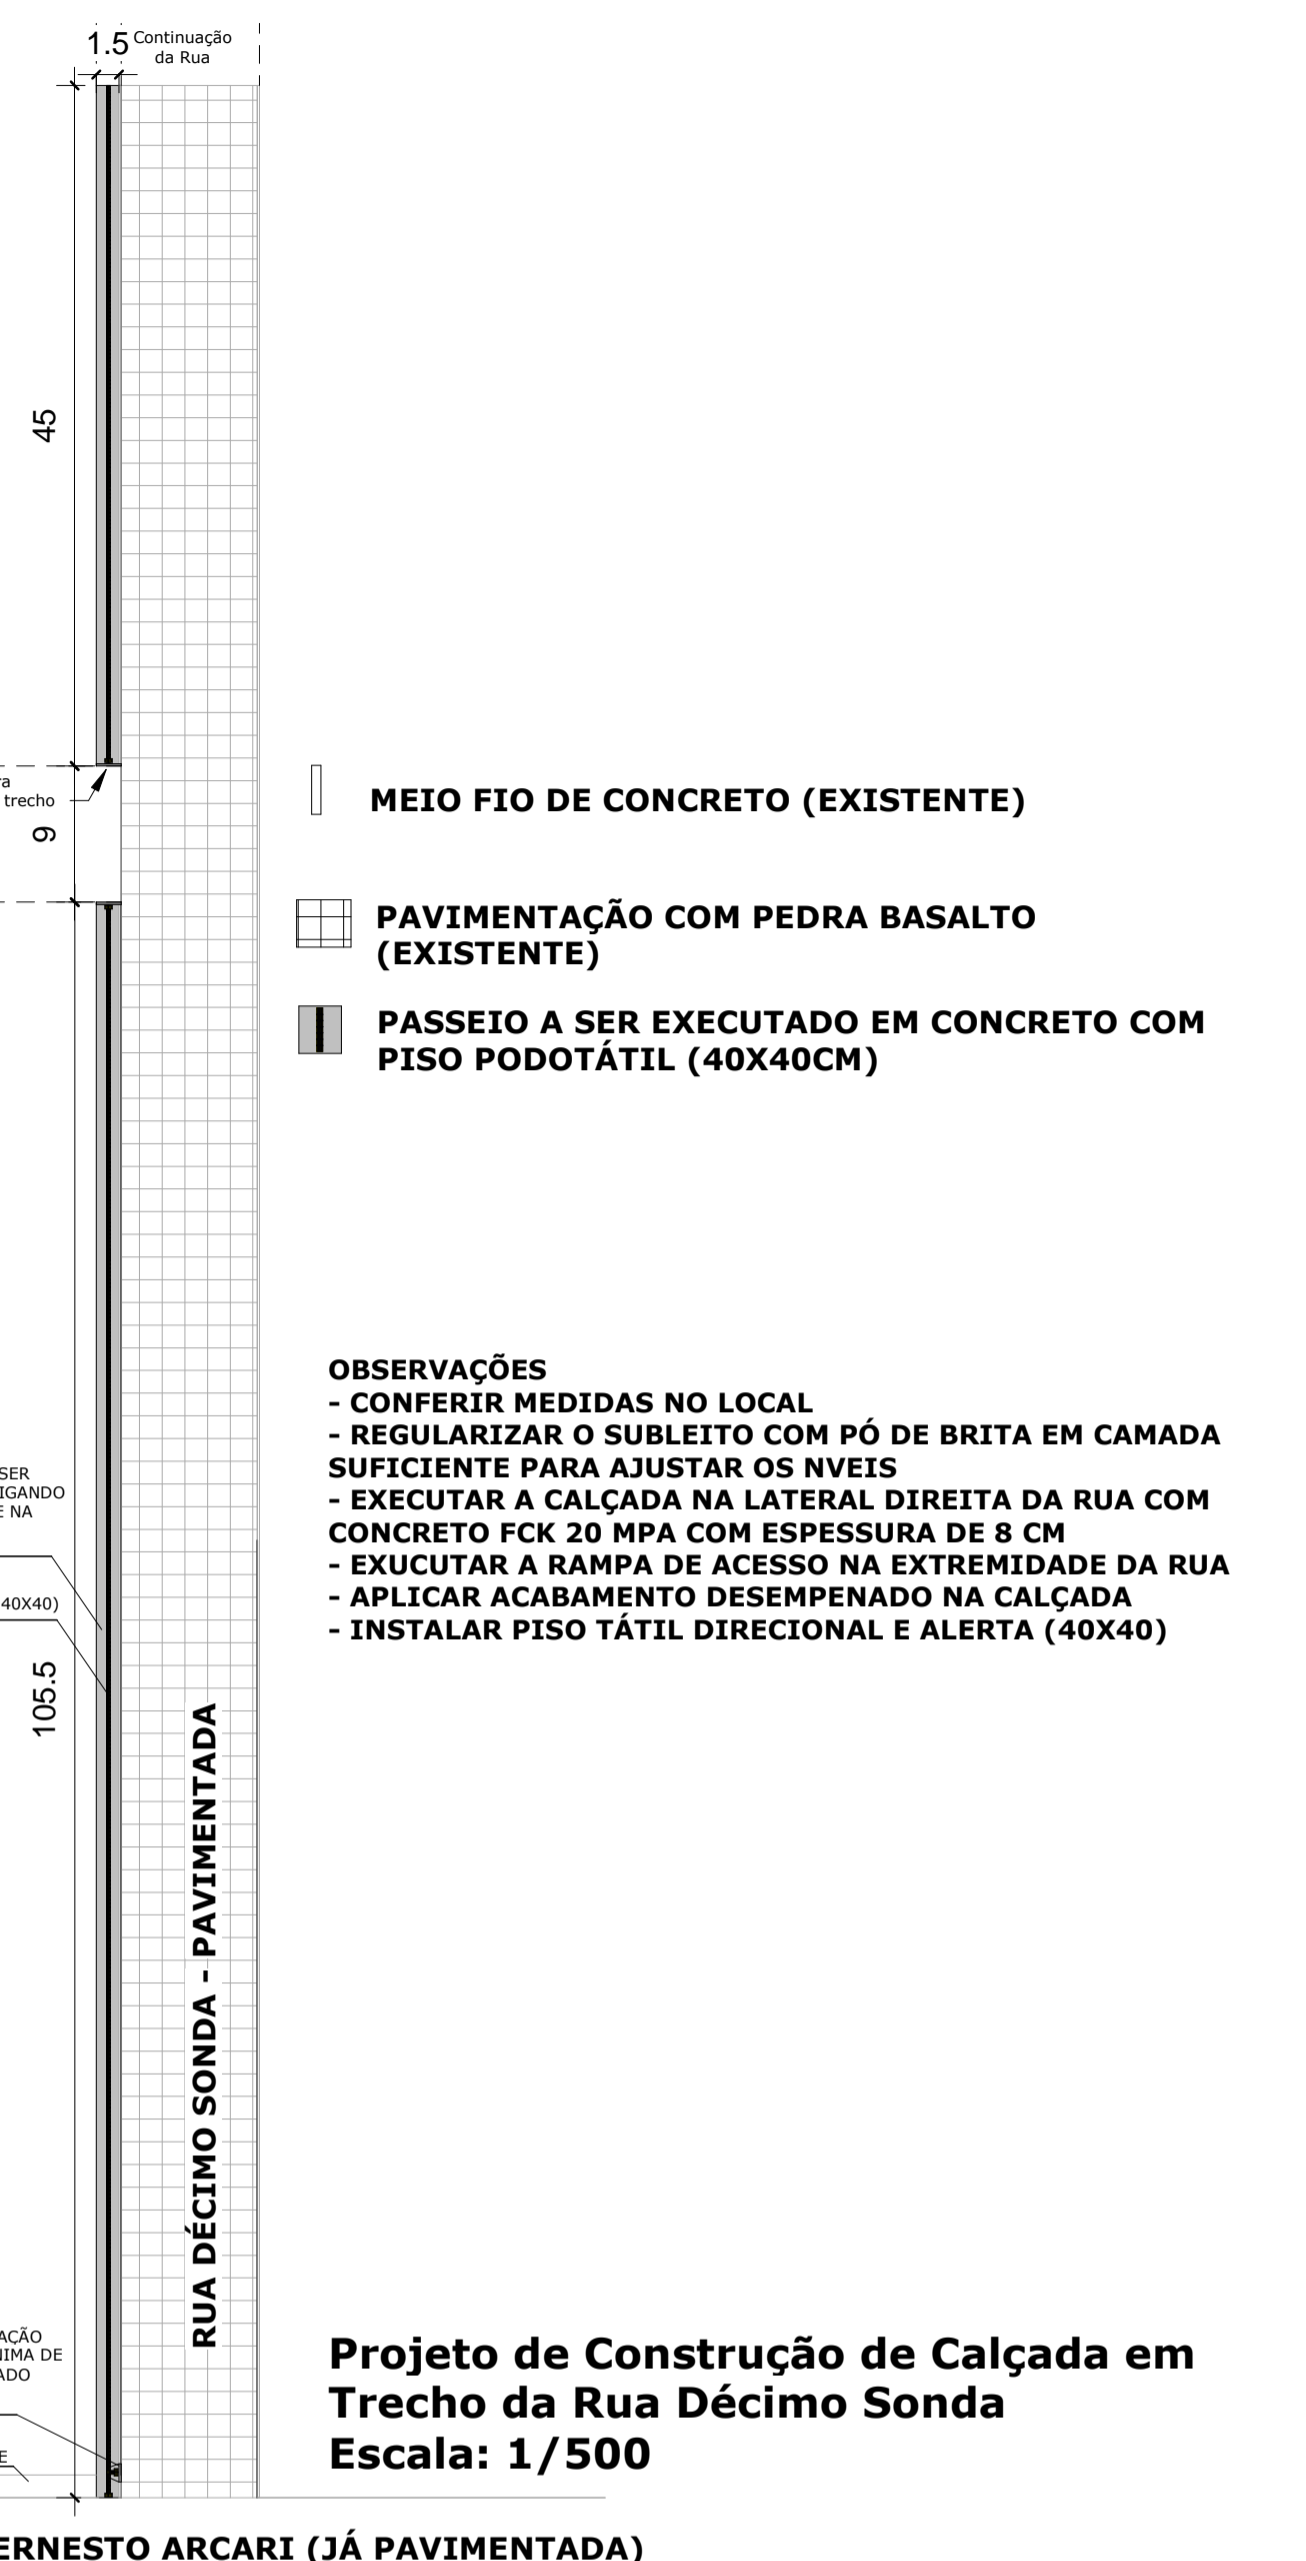 1.5
Continuação
da Rua
45
trecho
9
MEIO FIO DE CONCRETO (EXISTENTE)
PAVIMENTAÇÃO COM PEDRA BASALTO
(EXISTENTE)
PASSEIO A SER EXECUTADO EM CONCRETO COM
PISO PODOTÁTIL (40X40CM)
OBSERVAÇÕES
- CONFERIR MEDIDAS NO LOCAL
- REGULARIZAR O SUBLEITO COM PÓ DE BRITA EM CAMADA
SUFICIENTE PARA AJUSTAR OS NVEIS
- EXECUTAR A CALÇADA NA LATERAL DIREITA DA RUA COM
CONCRETO FCK 20 MPA COM ESPESSURA DE 8 CM
- EXUCUTAR A RAMPA DE ACESSO NA EXTREMIDADE DA RUA
- APLICAR ACABAMENTO DESEMPENADO NA CALÇADA
- INSTALAR PISO TÁTIL DIRECIONAL E ALERTA (40X40)
SER
IGANDO
E NA
40X40)
105.5
RUA DÉCIMO SONDA - PAVIMENTADA
AÇÃO
NIMA DE
ADO
E
Projeto de Construção de Calçada em
Trecho da Rua Décimo Sonda
Escala: 1/500
ERNESTO ARCARI (JÁ PAVIMENTADA)